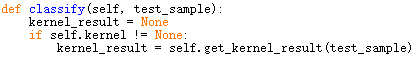 def classify(self, test_sample):
    kernel_result = None
    if self.kernel != None:
        kernel_result = self.get_kernel_result(test_sample)